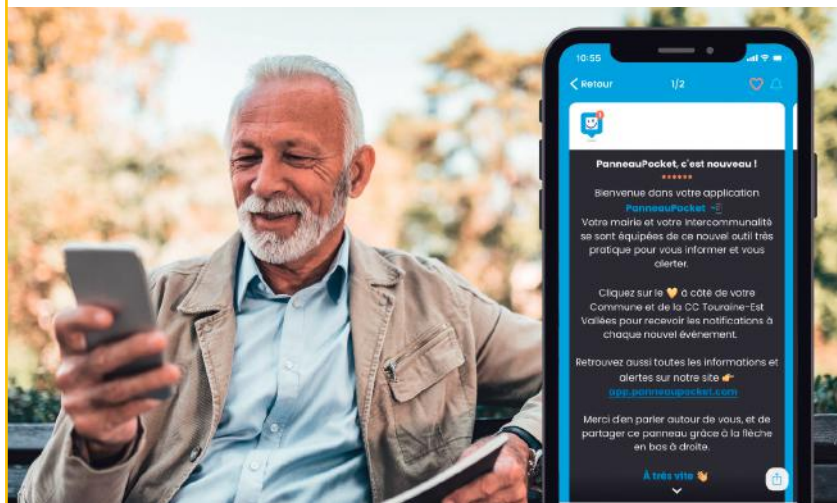 10:55
Retour 1/2
PanneauPocket, c'est nouveau !
Bienvenue dans votre application
PanneauPocket
Votre mairie et votre Intercommunalité
se sont équipées de ce nouvel outil très
pratique pour vous informer et vous
alerter.
Cliquez sur le 💛 à côté de votre
Commune et de la CC Touraine-Est
Vallées pour recevoir les notifications à
chaque nouvel événement.
Retrouvez aussi toutes les informations et
alertes sur notre site 👉
app.panneaupocket.com
Merci d'en parler autour de vous, et de
partager ce panneau grâce à la flèche
en bas à droite.
À très vite 👋